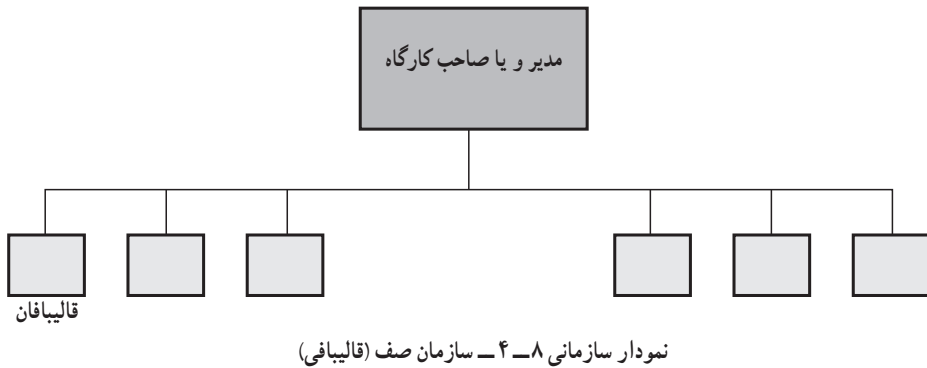 مدیر و یا صاحب کارگاه
قالیبافان
نمودار سازمانی ۸ــ ۴ ــ سازمان صف (قالیبافی)